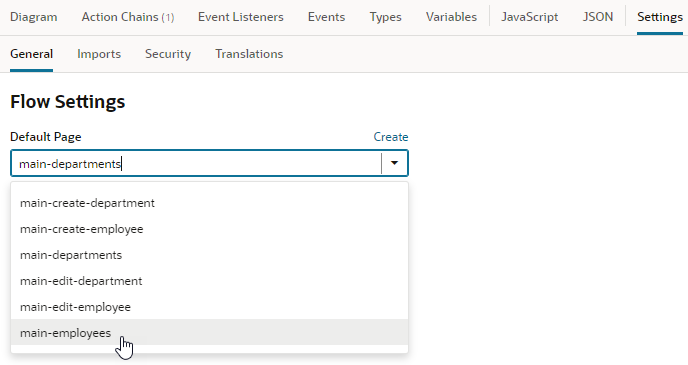 Diagram Action Chains (1) Event Listeners Events Types Variables JavaScript JSON Settings
General Imports Security Translations
Flow Settings
Default Page Create
main-departments
main-create-department
main-create-employee
main-departments
main-edit-department
main-edit-employee
main-employees